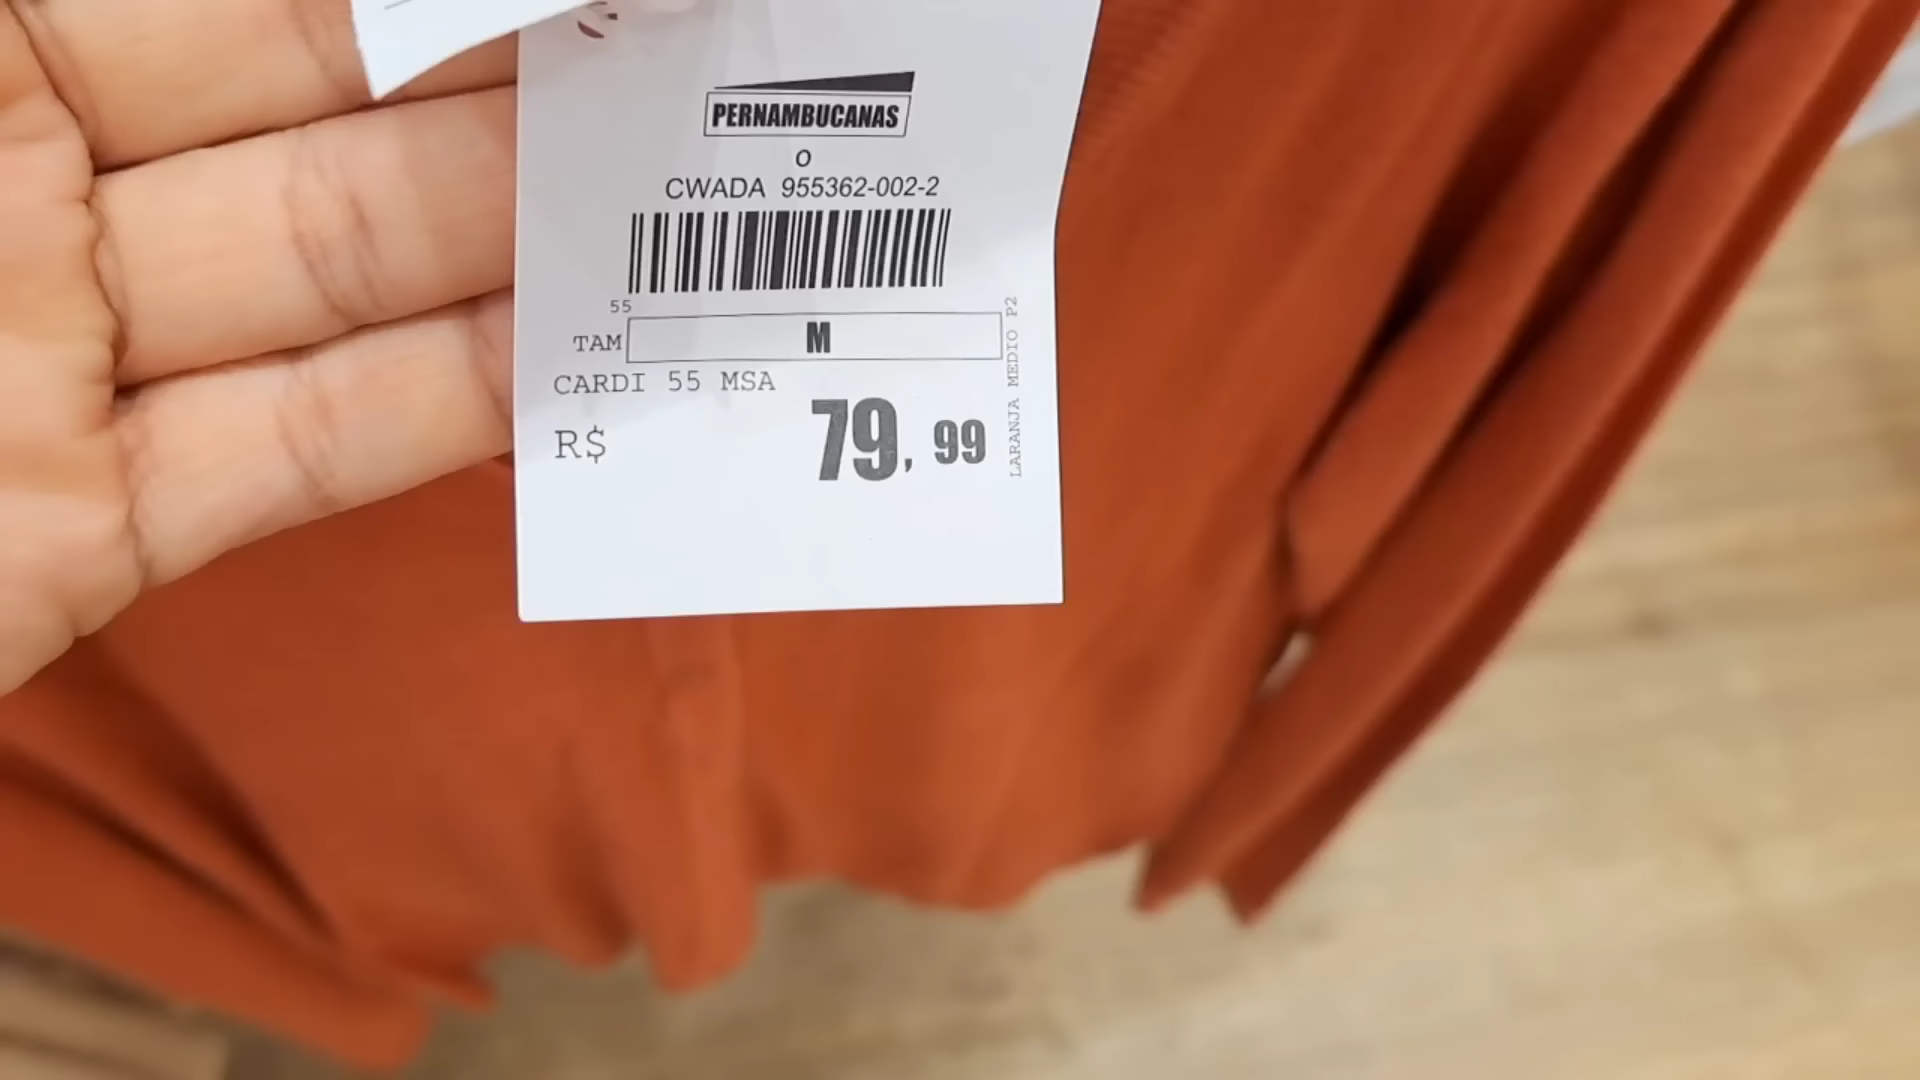 PERNAMBUCANAS
O
CWADA 955362-002-2
55
TAM M
CARDI 55 MSA
R$ 79,99
LARANJA MEDIO P2